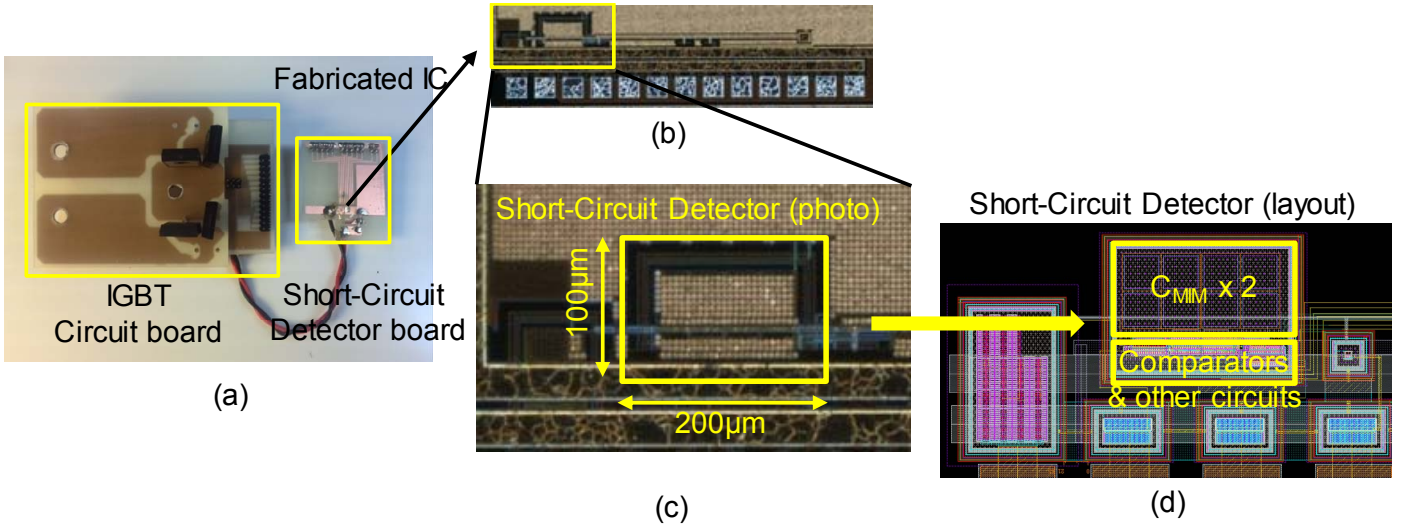 Fabricated IC
IGBT
Circuit board
Short-Circuit
Detector board
(a)
(b)
Short-Circuit Detector (photo)
100µm
200µm
(c)
Short-Circuit Detector (layout)
C_MIM x 2
Comparators
& other circuits
(d)